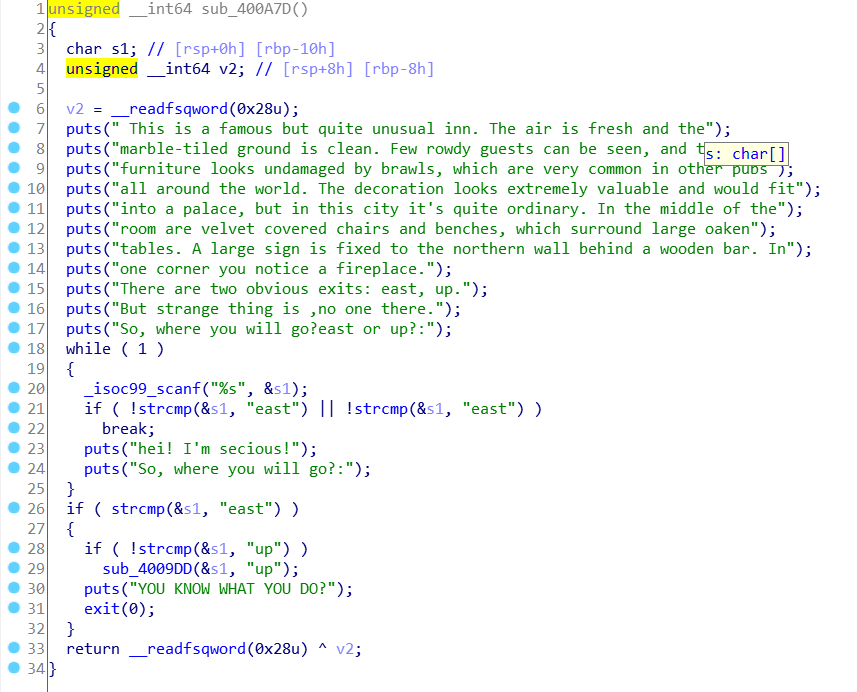 1 unsigned __int64 sub_400A7D()
2 {
3 char s1; // [rsp+0h] [rbp-10h]
4 unsigned __int64 v2; // [rsp+8h] [rbp-8h]
5
6 v2 = __readfsqword(0x28u);
7 puts(" This is a famous but quite unusual inn. The air is fresh and the");
8 puts("marble-tiled ground is clean. Few rowdy guests can be seen, and t
s: char[]
9 puts("furniture looks undamaged by brawls, which are very common in other pubs");
10 puts("all around the world. The decoration looks extremely valuable and would fit");
11 puts("into a palace, but in this city it's quite ordinary. In the middle of the");
12 puts("room are velvet covered chairs and benches, which surround large oaken");
13 puts("tables. A large sign is fixed to the northern wall behind a wooden bar. In");
14 puts("one corner you notice a fireplace.");
15 puts("There are two obvious exits: east, up.");
16 puts("But strange thing is ,no one there.");
17 puts("So, where you will go?east or up?:");
18 while ( 1 )
19 {
20 _isoc99_scanf("%s", &s1);
21 if ( !strcmp(&s1, "east") || !strcmp(&s1, "east") )
22 break;
23 puts("hei! I'm secious!");
24 puts("So, where you will go?:");
25 }
26 if ( strcmp(&s1, "east") )
27 {
28 if ( !strcmp(&s1, "up") )
29 sub_4009DD(&s1, "up");
30 puts("YOU KNOW WHAT YOU DO?");
31 exit(0);
32 }
33 return __readfsqword(0x28u) ^ v2;
34 }